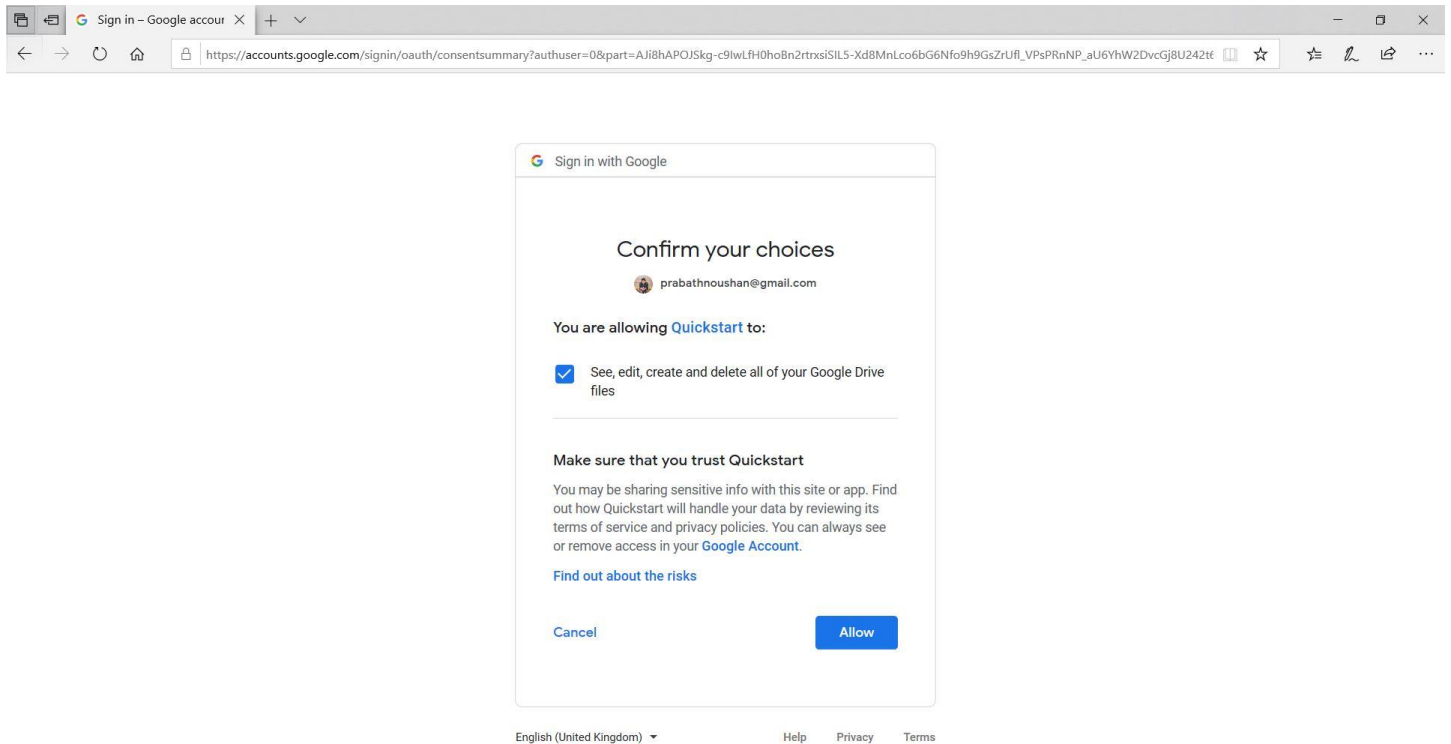 Sign in – Google accour
https://accounts.google.com/signin/oauth/consentsummary?authuser=0&part=AJi8hAPOJSkg-c9IwLfH0hoBn2rtrxsiSIL5-Xd8MnLco6bG6Nfo9h9GsZrUfl_VPsPRnNP_aU6YhW2DvcGj8U242t6
Sign in with Google
Confirm your choices
prabathnoushan@gmail.com
You are allowing Quickstart to:
See, edit, create and delete all of your Google Drive
files
Make sure that you trust Quickstart
You may be sharing sensitive info with this site or app. Find
out how Quickstart will handle your data by reviewing its
terms of service and privacy policies. You can always see
or remove access in your Google Account.
Find out about the risks
Cancel
Allow
English (United Kingdom)
Help Privacy Terms